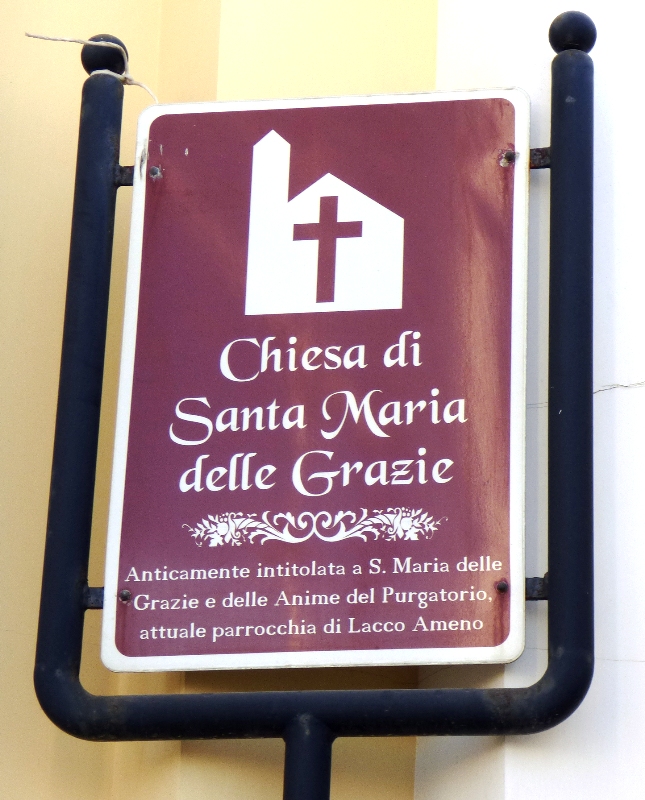 Chiesa di
Santa Maria
delle Grazie
Anticamente intitolata a S. Maria delle
Grazie e delle Anime del Purgatorio,
attuale parrocchia di Lacco Ameno